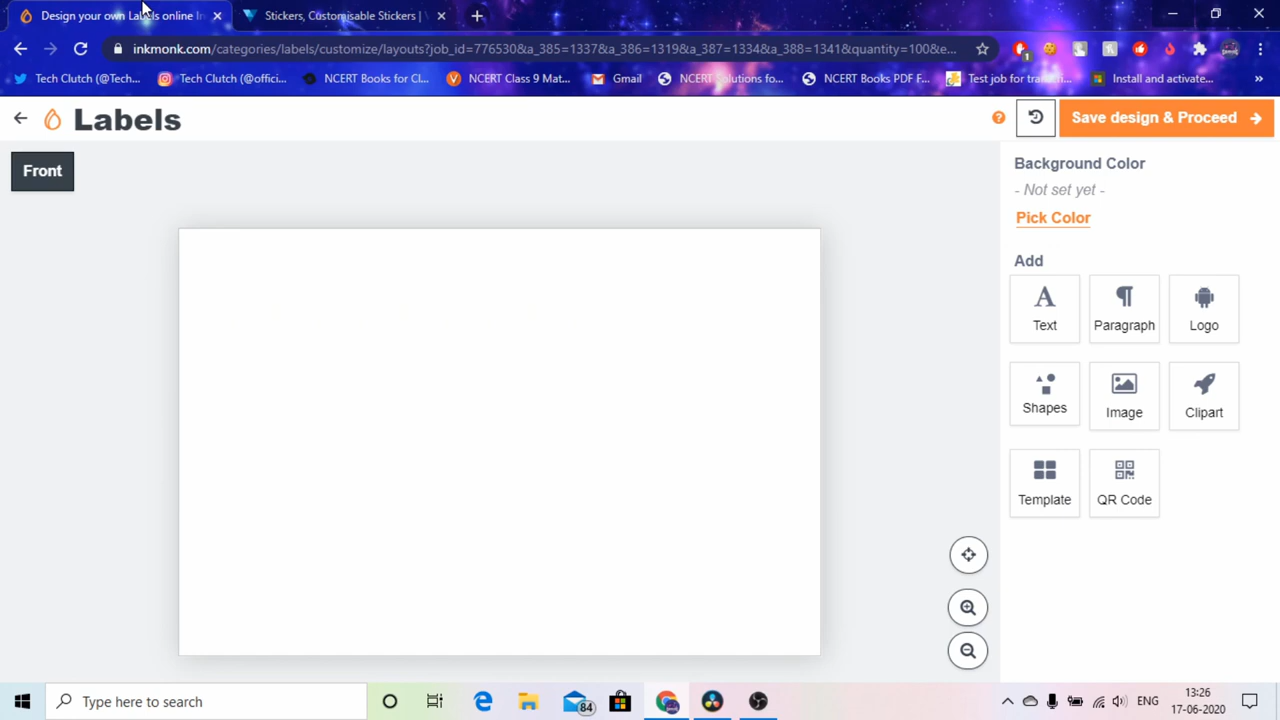 Design your own Labels online In
Stickers, Customisable Stickers |
inkmonk.com/categories/labels/customize/layouts?job_id=776530&a_385=1337&a_386=1319&a_387=1334&a_388=1341&quantity=100&e...
1
Tech Clutch (@Tech...
Tech Clutch (@offici...
NCERT Books for Cl...
NCERT Class 9 Mat...
Gmail
NCERT Solutions fo...
NCERT Books PDF F...
Test job for transcri...
Install and activate...
Labels
Save design & Proceed
Front
Background Color
- Not set yet -
Pick Color
Add
Text
Paragraph
Logo
Shapes
Image
Clipart
Template
QR Code
Type here to search
84
ENG
13:26
17-06-2020